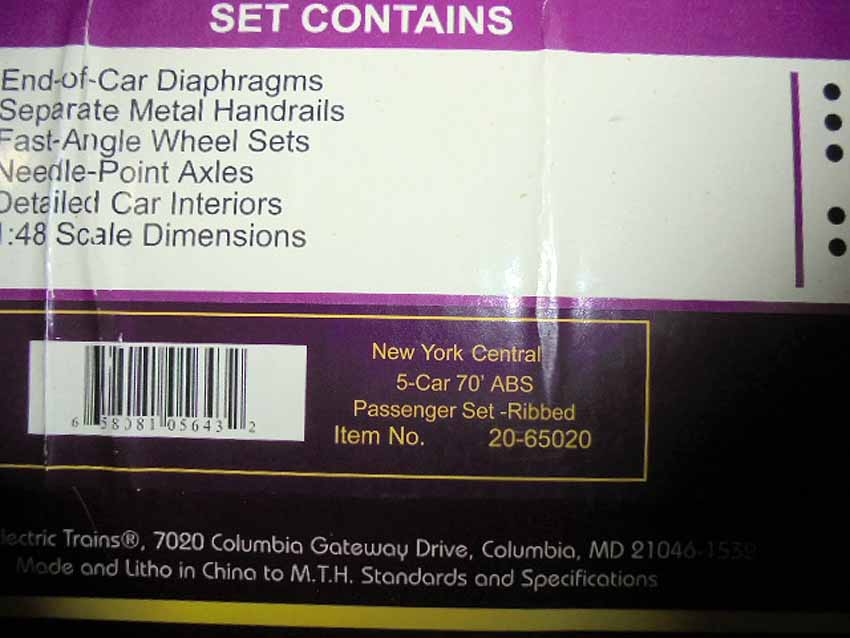 SET CONTAINS
End-of-Car Diaphragms
Separate Metal Handrails
Fast-Angle Wheel Sets
Needle-Point Axles
Detailed Car Interiors
1:48 Scale Dimensions
New York Central
5-Car 70' ABS
Passenger Set -Ribbed
Item No. 20-65020
6 58081 05643 2
lectric Trains®, 7020 Columbia Gateway Drive, Columbia, MD 21046-1532
Made and Litho in China to M.T.H. Standards and Specifications